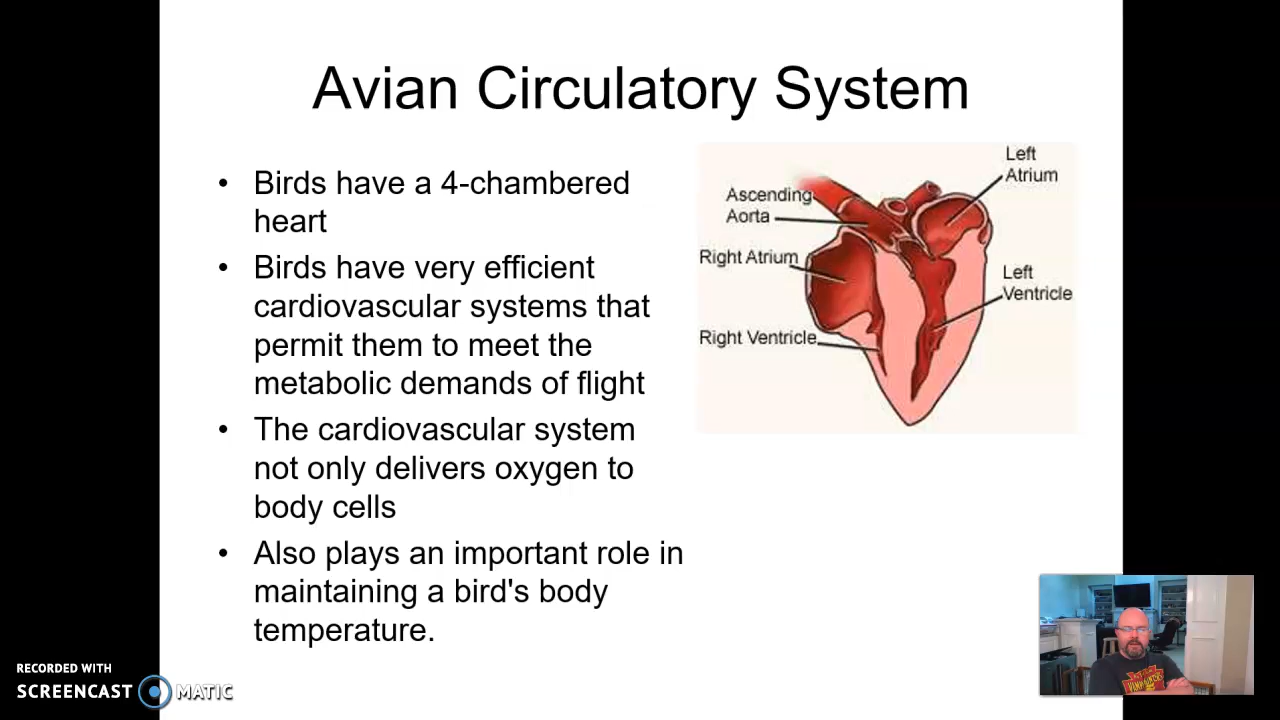 Avian Circulatory System
• Birds have a 4-chambered
heart
• Birds have very efficient
cardiovascular systems that
permit them to meet the
metabolic demands of flight
• The cardiovascular system
not only delivers oxygen to
body cells
• Also plays an important role in
maintaining a bird's body
temperature.
Left
Atrium
Ascending
Aorta
Right Atrium
Left
Ventricle
Right Ventricle
RECORDED WITH
SCREENCAST MATIC